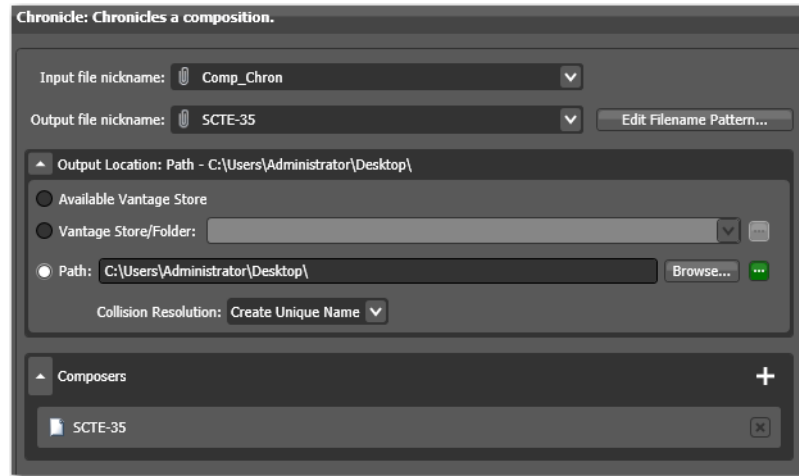 Chronicle: Chronicles a composition.
Input file nickname: Comp_Chron
Output file nickname: SCTE-35 Edit Filename Pattern...
Output Location: Path - C:\Users\Administrator\Desktop\
Available Vantage Store
Vantage Store/Folder: ...
Path: C:\Users\Administrator\Desktop\ Browse... ...
Collision Resolution: Create Unique Name
Composers
SCTE-35